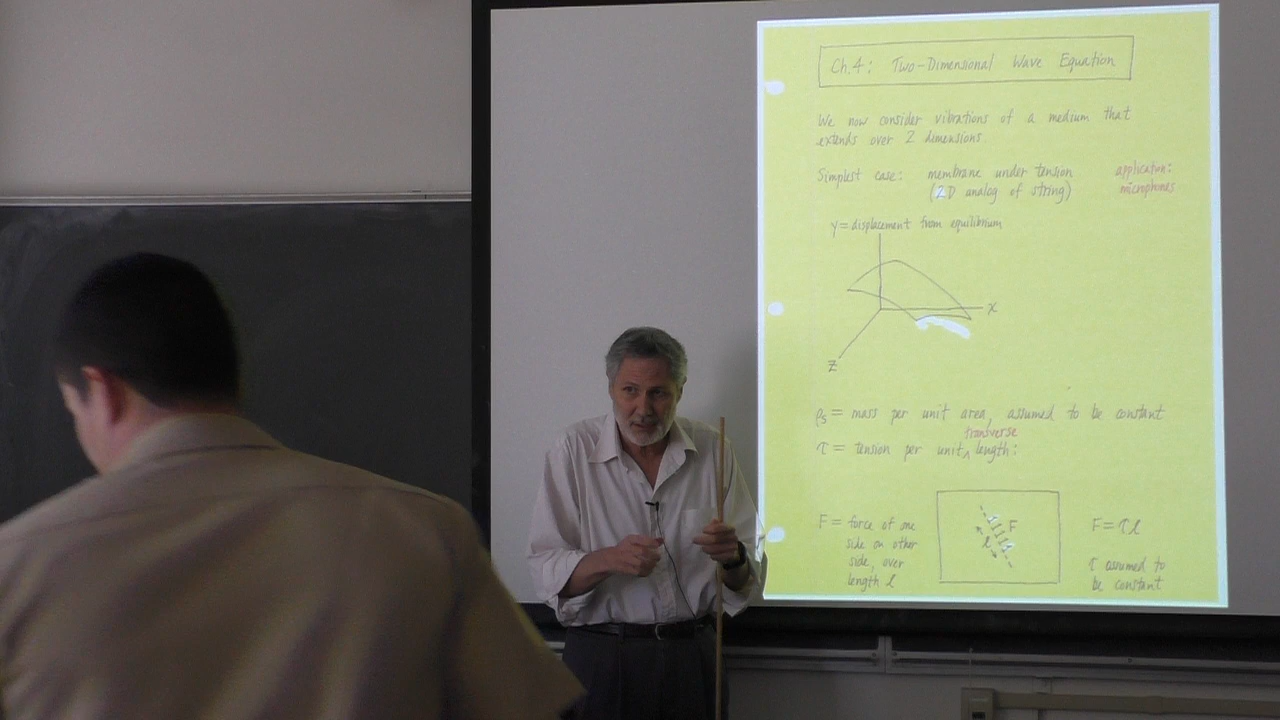 Ch.4: Two-Dimensional Wave Equation
We now consider vibrations of a medium that
extends over 2 dimensions.
Simplest case: membrane under tension
(2D analog of string)
application:
microphones
y = displacement from equilibrium
x
z
ρs = mass per unit area, assumed to be constant
transverse
τ = tension per unit ^ length:
F = force of one
side on other
side, over
length ℓ
F
ℓ
F = τℓ
τ assumed to
be constant